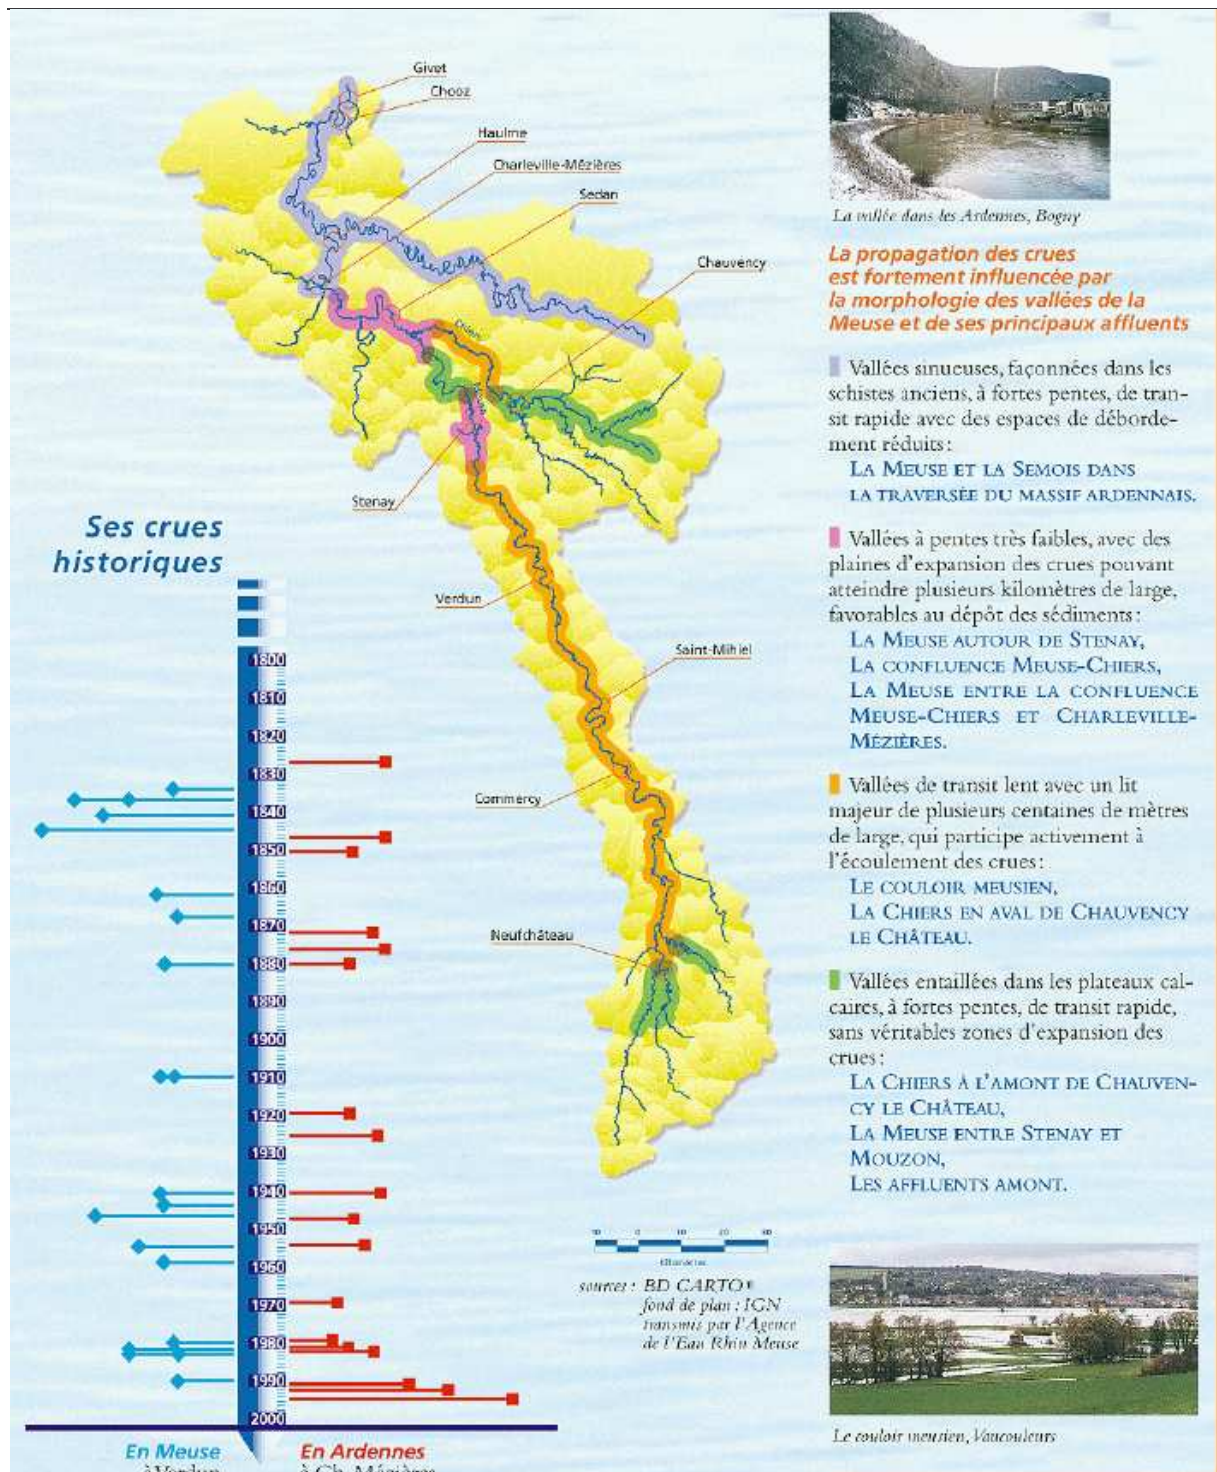 Givet
Chooz
Haulme
Charleville-Mézières
Sedan
Chauvency
Chiers
Stenay
Verdun
Saint-Mihiel
Commercy
Neufchâteau
La vallée dans les Ardennes, Bogny
La propagation des crues
est fortement influencée par
la morphologie des vallées de la
Meuse et de ses principaux affluents
Vallées sinueuses, façonnées dans les
schistes anciens, à fortes pentes, de tran-
sit rapide avec des espaces de déborde-
ment réduits :
LA MEUSE ET LA SEMOIS DANS
LA TRAVERSÉE DU MASSIF ARDENNAIS.
Vallées à pentes très faibles, avec des
plaines d'expansion des crues pouvant
atteindre plusieurs kilomètres de large,
favorables au dépôt des sédiments :
LA MEUSE AUTOUR DE STENAY,
LA CONFLUENCE MEUSE-CHIERS,
LA MEUSE ENTRE LA CONFLUENCE
MEUSE-CHIERS ET CHARLEVILLE-
MÉZIÈRES.
Vallées de transit lent avec un lit
majeur de plusieurs centaines de mètres
de large, qui participe activement à
l'écoulement des crues :
LE COULOIR MEUSIEN,
LA CHIERS EN AVAL DE CHAUVENCY
LE CHÂTEAU.
Vallées entaillées dans les plateaux cal-
caires, à fortes pentes, de transit rapide,
sans véritables zones d'expansion des
crues :
LA CHIERS À L'AMONT DE CHAUVEN-
CY LE CHÂTEAU,
LA MEUSE ENTRE STENAY ET
MOUZON,
LES AFFLUENTS AMONT.
Le couloir meusien, Vaucouleurs
Ses crues
historiques
1800
1810
1820
1830
1840
1850
1860
1870
1880
1890
1900
1910
1920
1930
1940
1950
1960
1970
1980
1990
2000
En Meuse
à Verdun
En Ardennes
à Ch. Mézières
10 0 10 20 30
Kilomètres
sources : BD CARTO®
fond de plan : IGN
transmis par l'Agence
de l'Eau Rhin Meuse